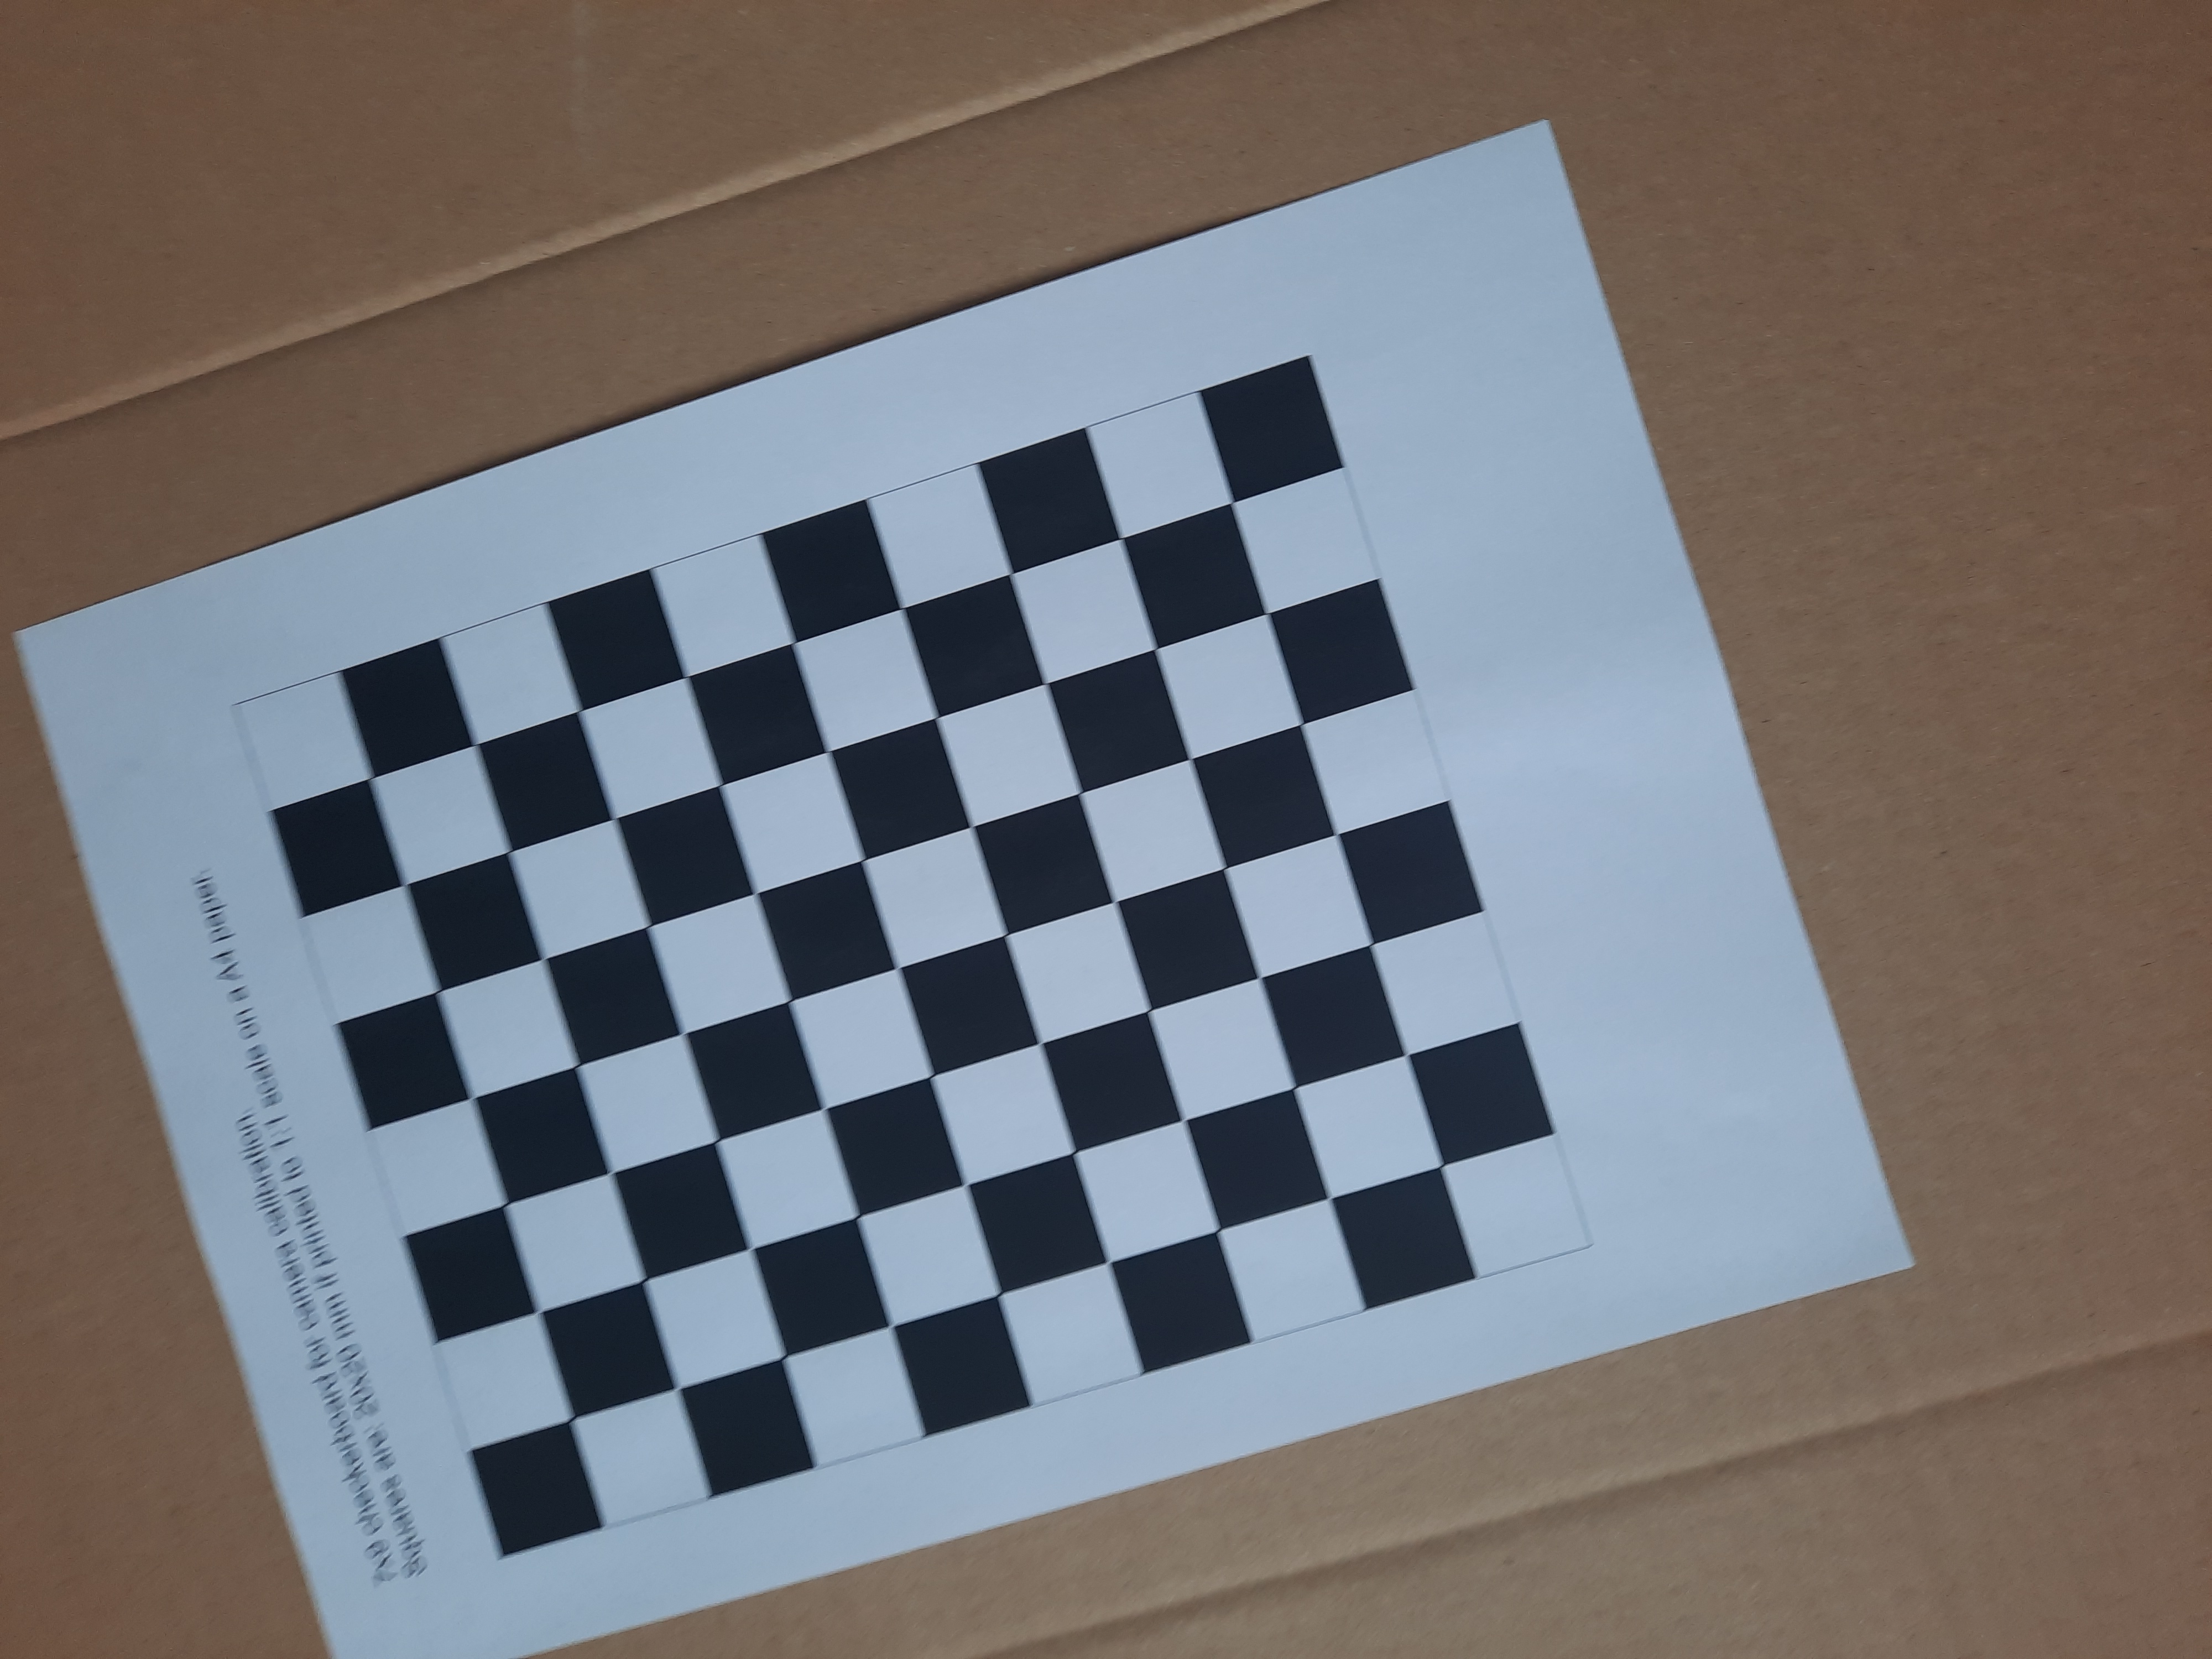 7x9 checkerboard for camera calibration.
Squares are: 20x20 mm if printed to 1:1 scale on a A4 paper.